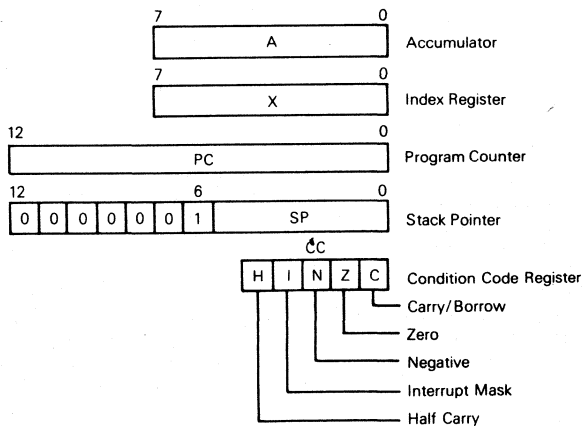 7 0
A Accumulator
7 0
X Index Register
12 0
PC Program Counter
12 6 0
0 0 0 0 0 0 1 SP Stack Pointer
CC
H I N Z C Condition Code Register
Carry/Borrow
Zero
Negative
Interrupt Mask
Half Carry